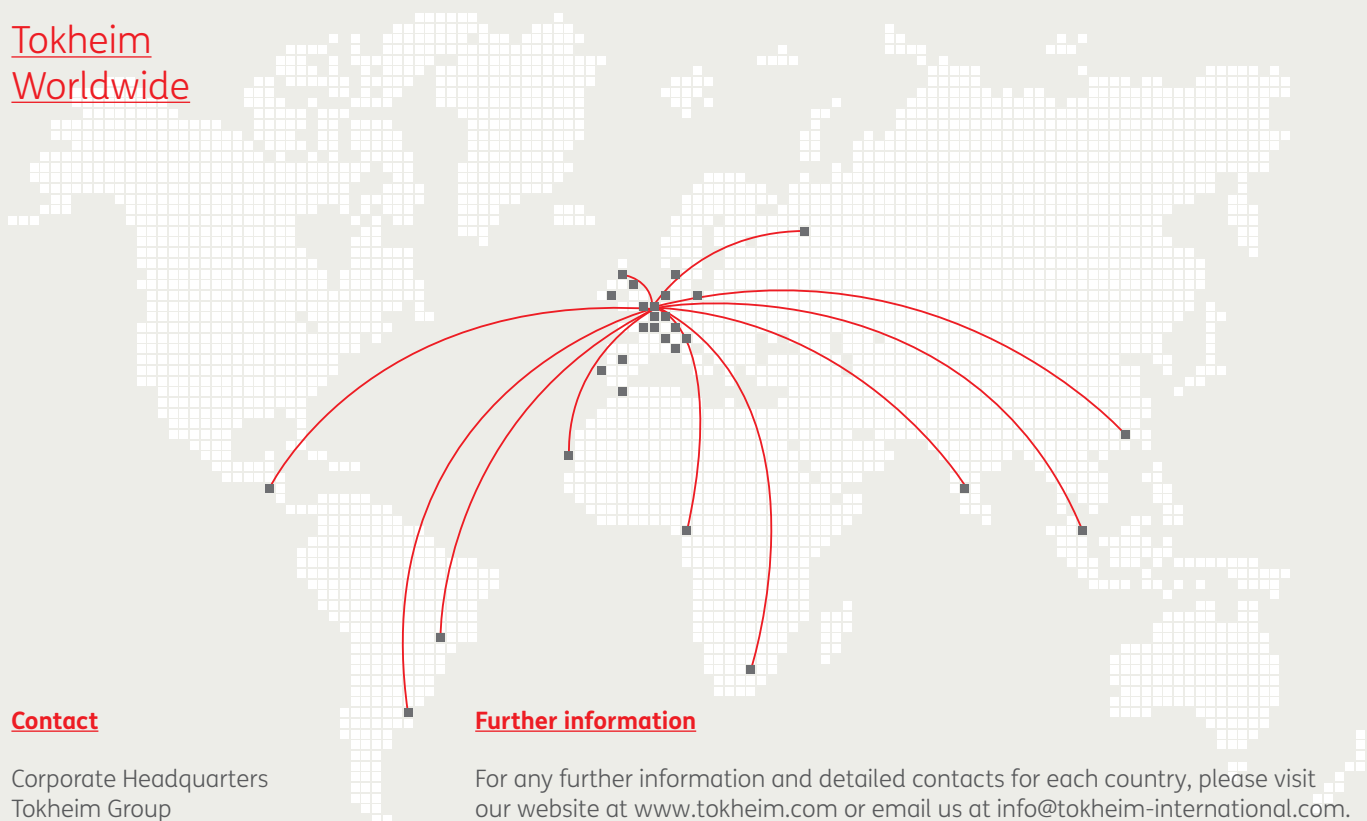 Tokheim
Worldwide
Contact
Corporate Headquarters
Tokheim Group
Further information
For any further information and detailed contacts for each country, please visit
our website at www.tokheim.com or email us at info@tokheim-international.com.